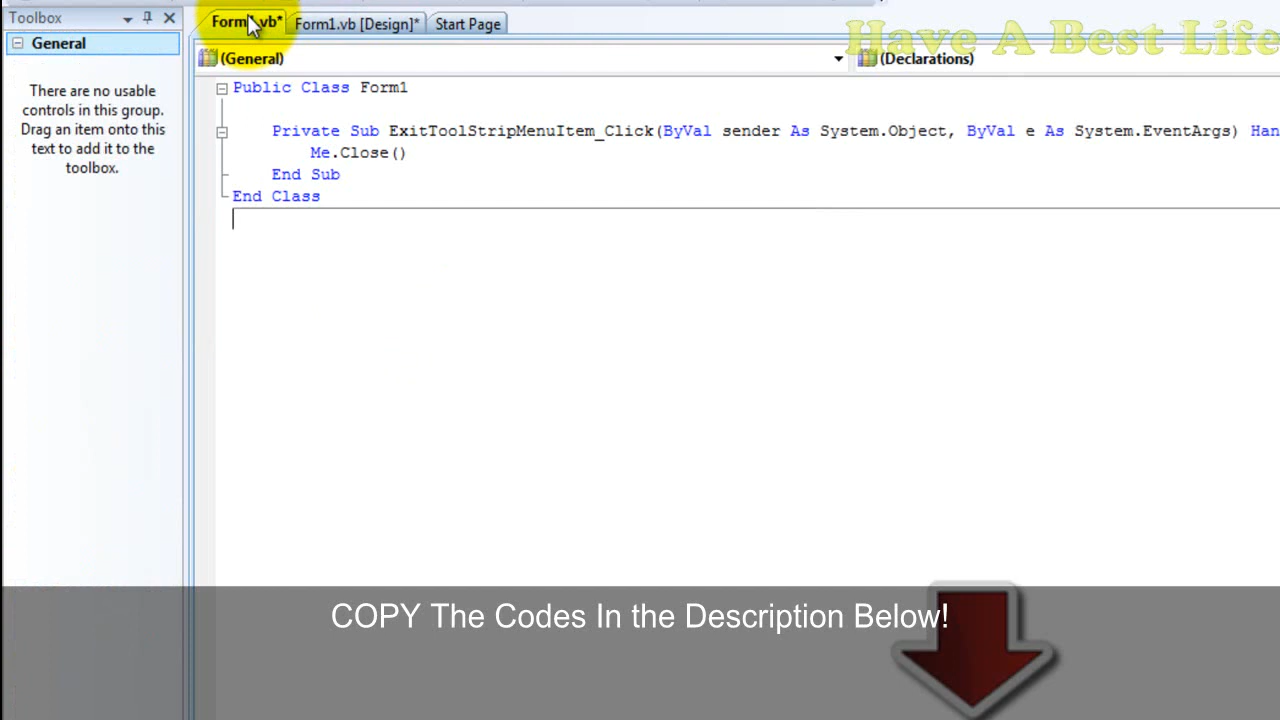 Toolbox
Form1.vb* Form1.vb [Design]* Start Page
General
Have A Best Life
(General) (Declarations)
There are no usable
controls in this group.
Drag an item onto this
text to add it to the
toolbox.
Public Class Form1
Private Sub ExitToolStripMenuItem_Click(ByVal sender As System.Object, ByVal e As System.EventArgs) Han
Me.Close()
End Sub
End Class
COPY The Codes In the Description Below!